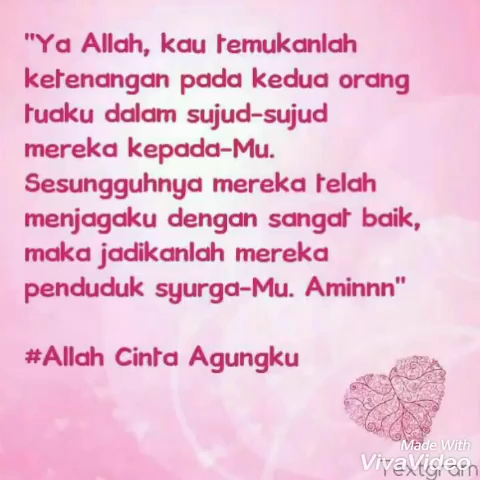 "Ya Allah, kau temukanlah
ketenangan pada kedua orang
tuaku dalam sujud-sujud
mereka kepada-Mu.
Sesungguhnya mereka telah
menjagaku dengan sangat baik,
maka jadikanlah mereka
penduduk syurga-Mu. Aminnn"
#Allah Cinta Agungku
Made With
VivaVideo
Textgram